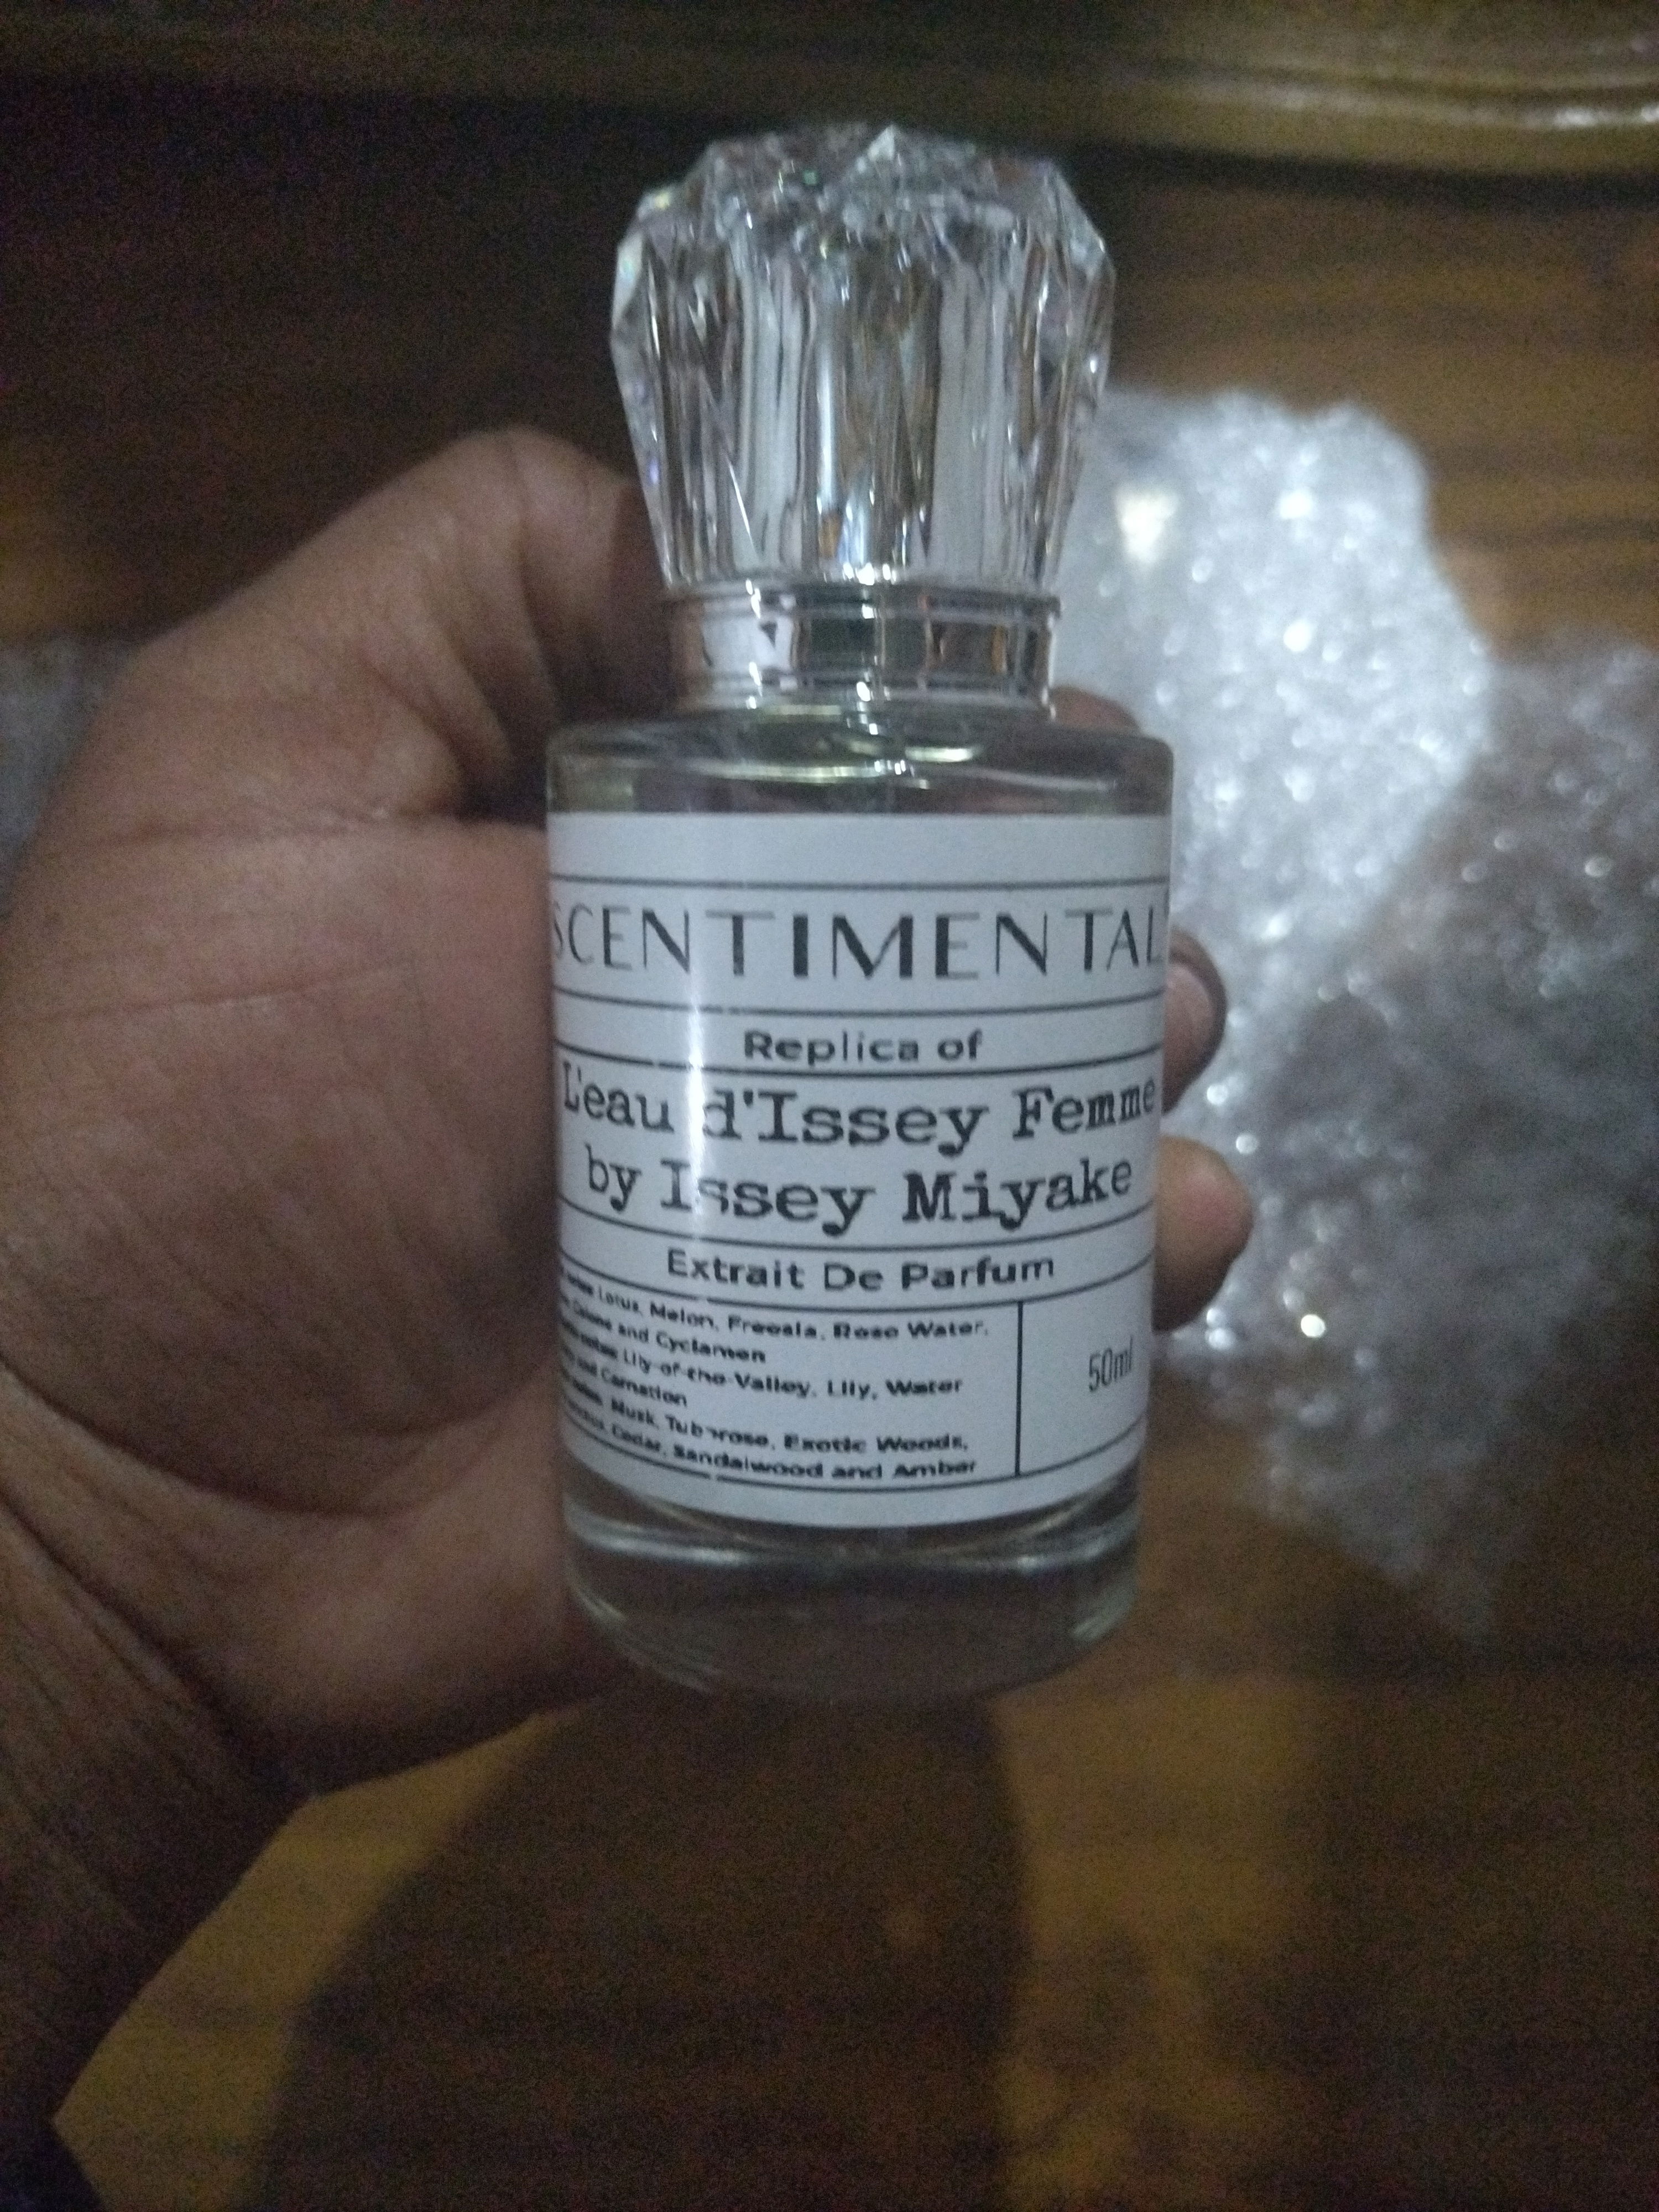 SCENTIMENTAL
Replica of
L'eau d'Issey Femme
by Issey Miyake
Extrait De Parfum
Lotus, Melon, Freesia, Rose Water,
and Cyclamen
Lily-of-the-Valley, Lily, Water
and Carnation
Musk, Tuberose, Exotic Woods,
Cedar, Sandalwood and Amber
50ml